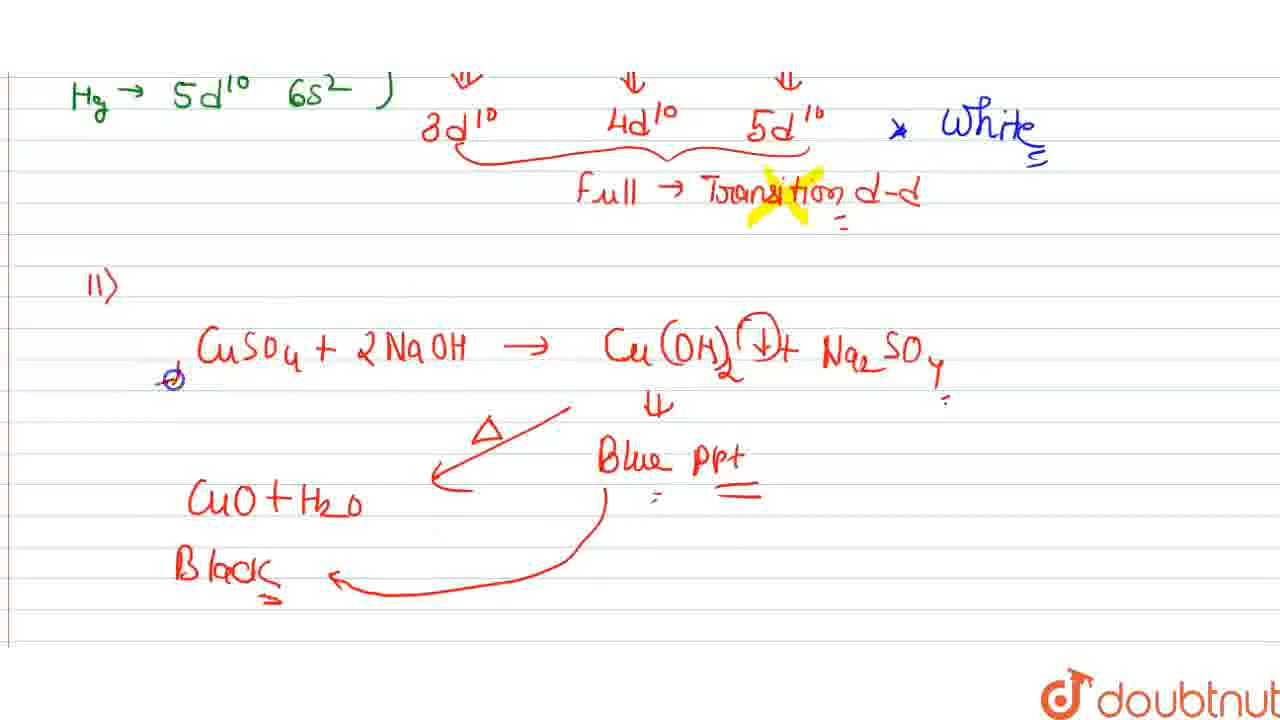 Hg → 5d¹⁰ 6s² )
3d¹⁰ 4d¹⁰ 5d¹⁰ * White
Full → Transition d-d
11)
CuSO₄ + 2NaOH → Cu(OH)₂(↓) + Na₂SO₄
Δ
Blue ppt
CuO + H₂O
Black
doubtnut